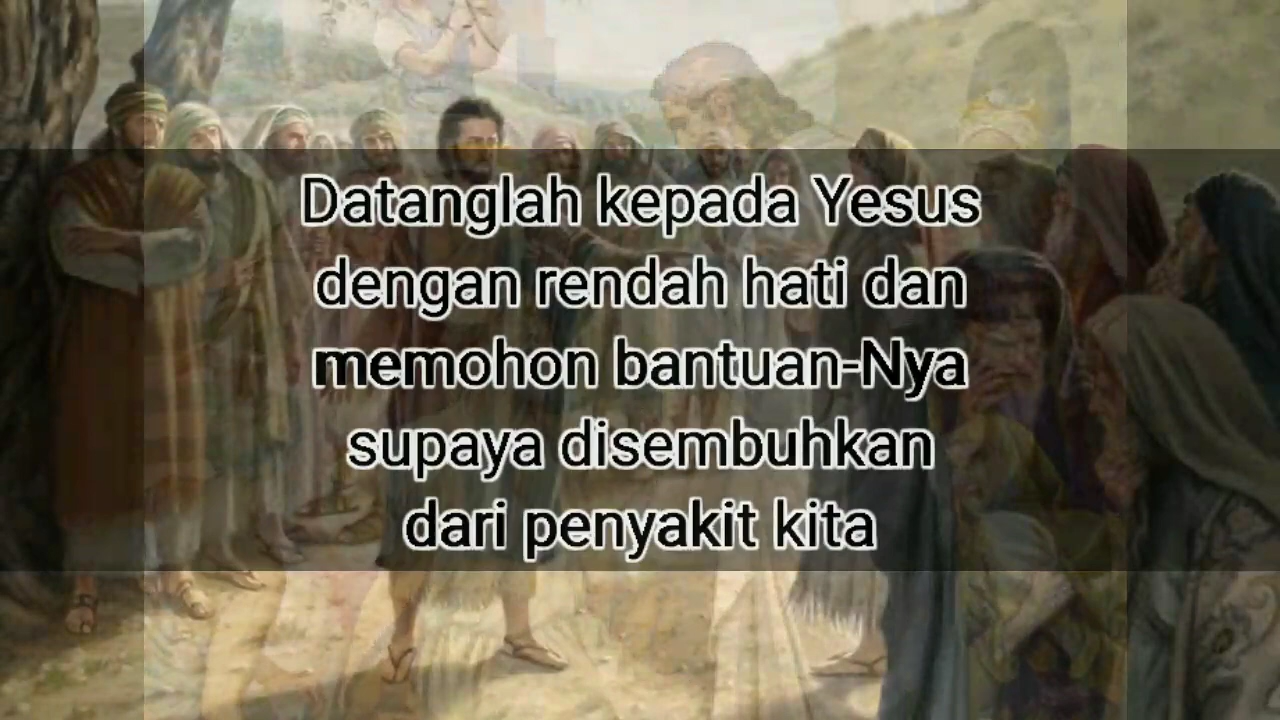 Datanglah kepada Yesus
dengan rendah hati dan
memohon bantuan-Nya
supaya disembuhkan
dari penyakit kita